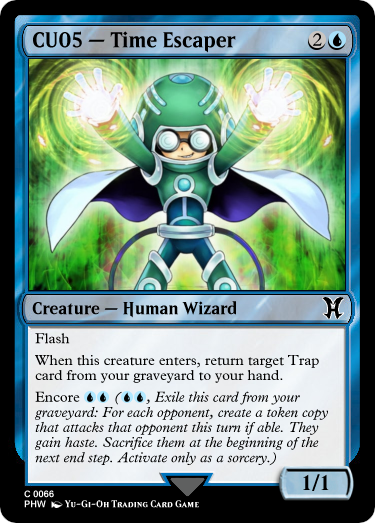 CU05 — Time Escaper 2
Creature — Human Wizard
Flash
When this creature enters, return target Trap
card from your graveyard to your hand.
Encore (, Exile this card from your
graveyard: For each opponent, create a token copy
that attacks that opponent this turn if able. They
gain haste. Sacrifice them at the beginning of the
next end step. Activate only as a sorcery.)
1/1
C 0066
PHW Yu-Gi-Oh Trading Card Game